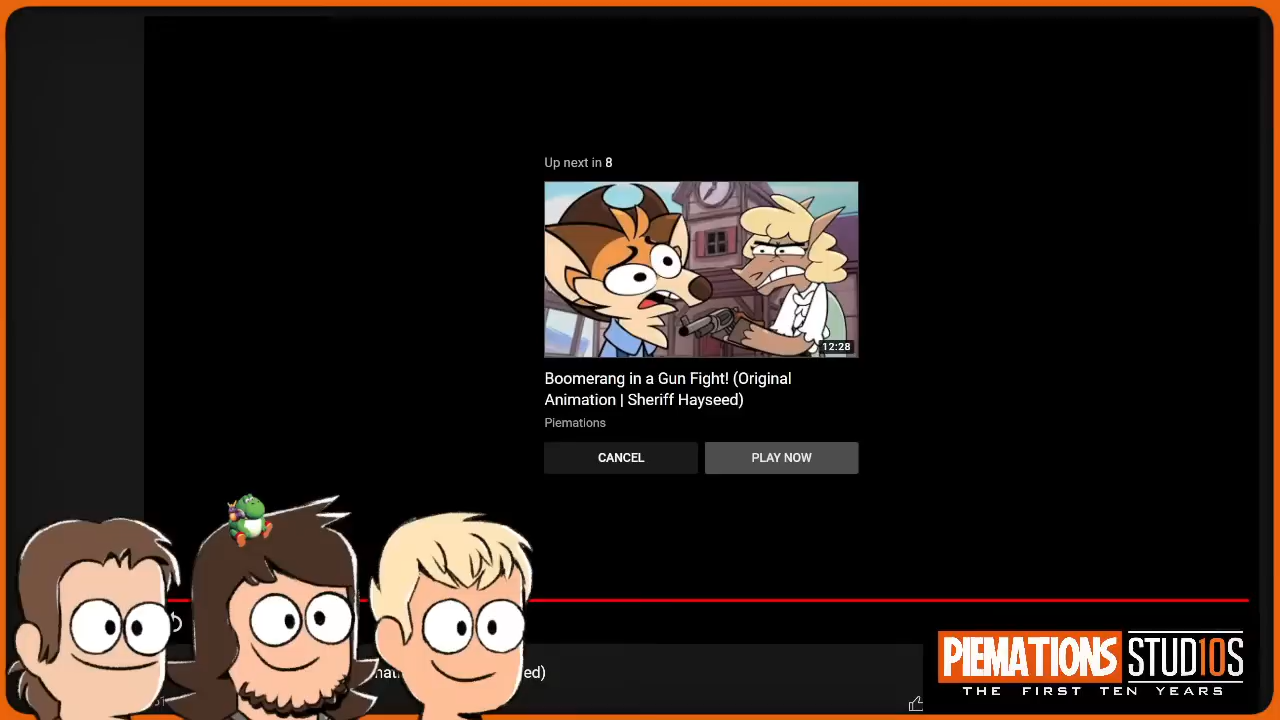 Up next in 8
12:28
Boomerang in a Gun Fight! (Original
Animation | Sheriff Hayseed)
Piemations
CANCEL
PLAY NOW
PIEMATIONS STUD10S
THE FIRST TEN YEARS